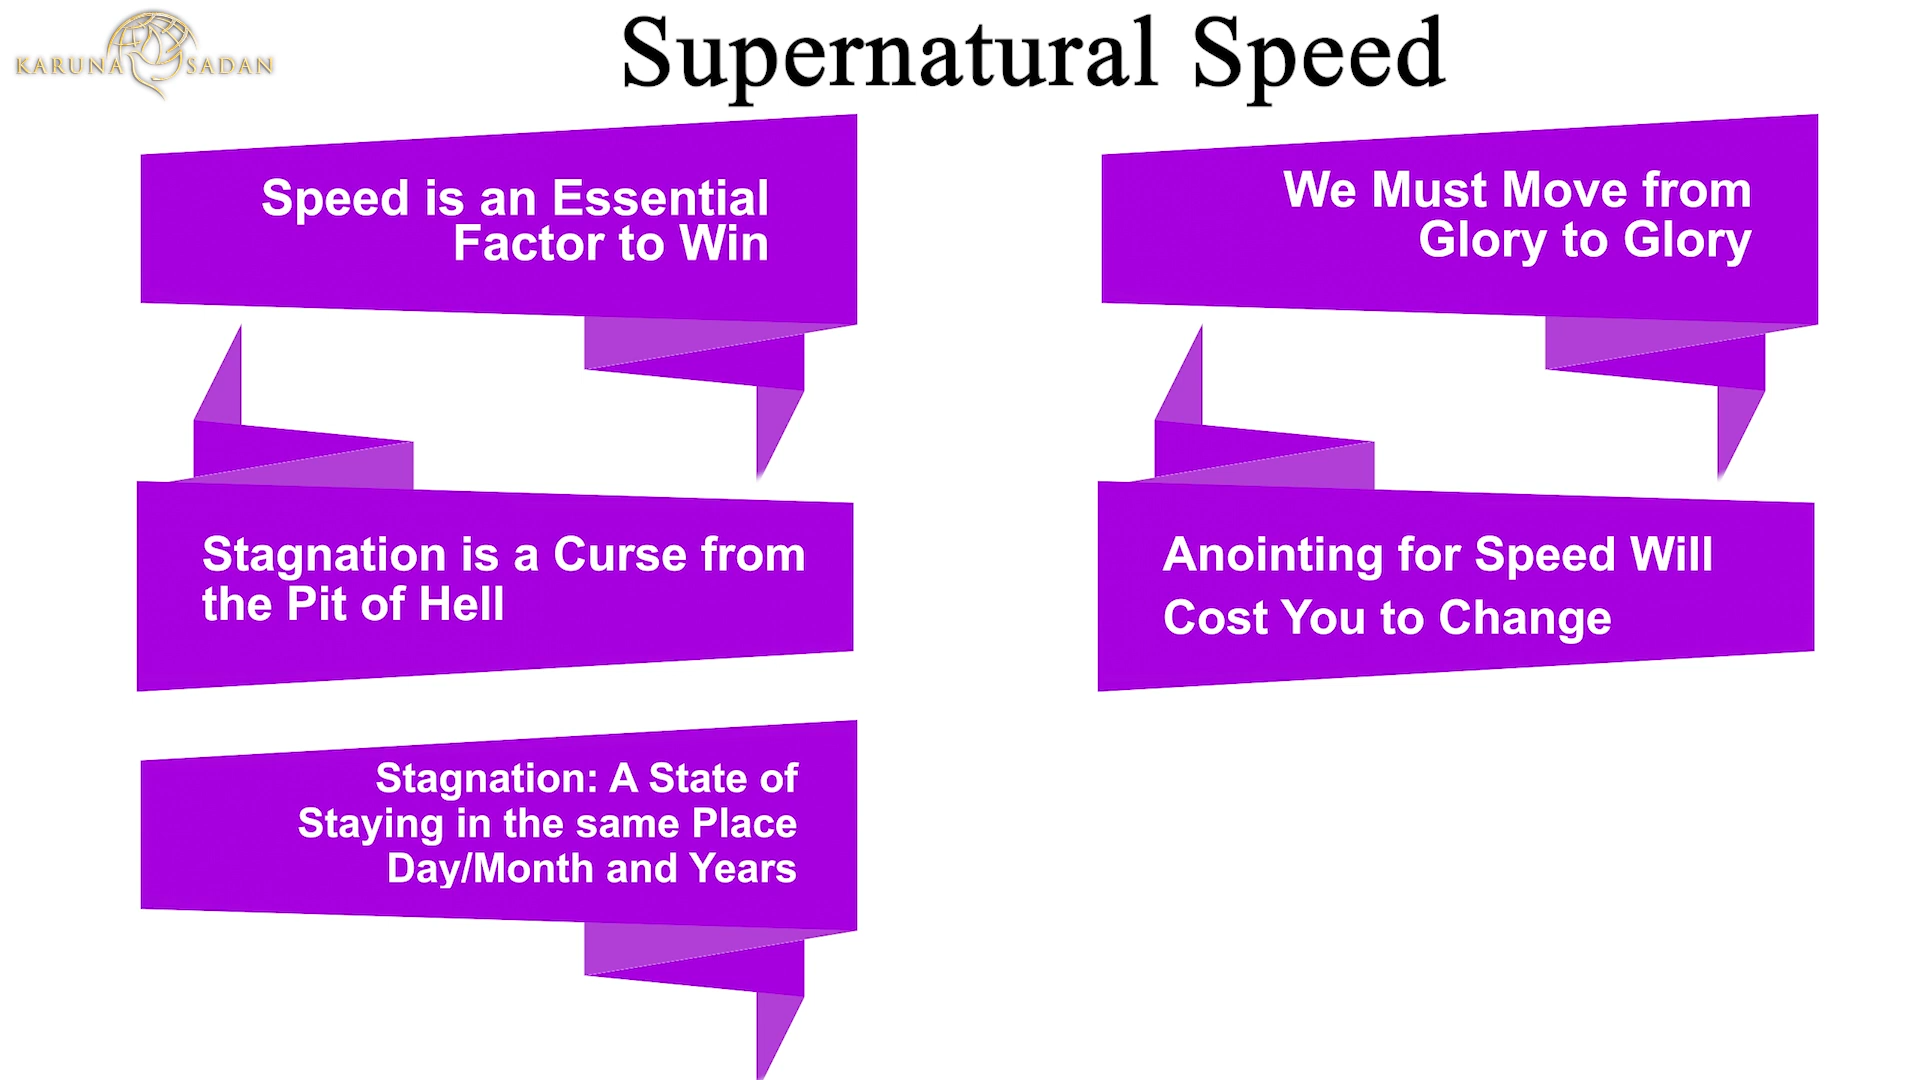 KARUNA SADAN
Supernatural Speed
Speed is an Essential
Factor to Win
Stagnation is a Curse from
the Pit of Hell
Stagnation: A State of
Staying in the same Place
Day/Month and Years
We Must Move from
Glory to Glory
Anointing for Speed Will
Cost You to Change